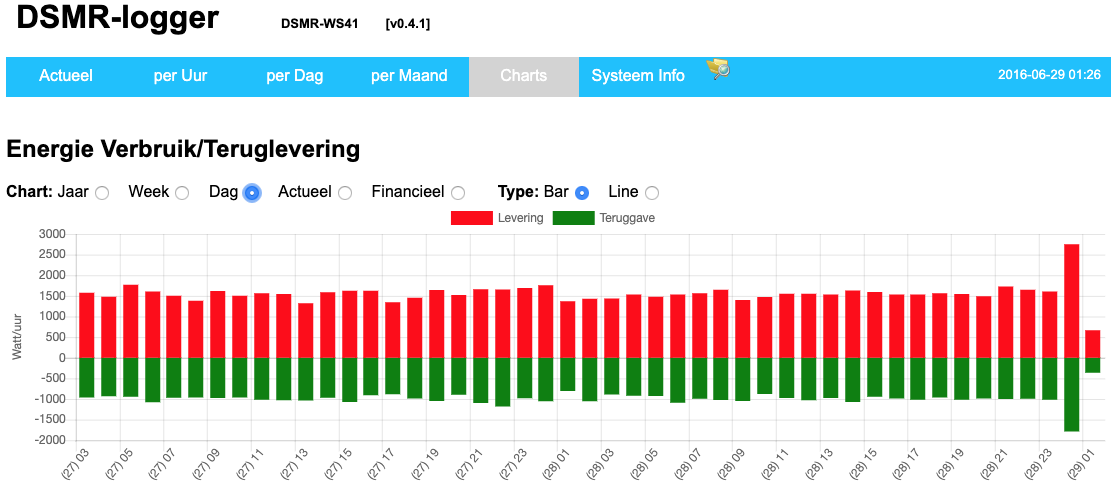 DSMR-logger DSMR-WS41 [v0.4.1]
Actueel per Uur per Dag per Maand Charts Systeem Info 2016-06-29 01:26
Energie Verbruik/Teruglevering
Chart: Jaar Week Dag Actueel Financieel Type: Bar Line
Levering Teruggave
Watt/uur
3000
2500
2000
1500
1000
500
0
-500
-1000
-1500
-2000
(27) 03 (27) 05 (27) 07 (27) 09 (27) 11 (27) 13 (27) 15 (27) 17 (27) 19 (27) 21 (27) 23 (28) 01 (28) 03 (28) 05 (28) 07 (28) 09 (28) 11 (28) 13 (28) 15 (28) 17 (28) 19 (28) 21 (28) 23 (29) 01